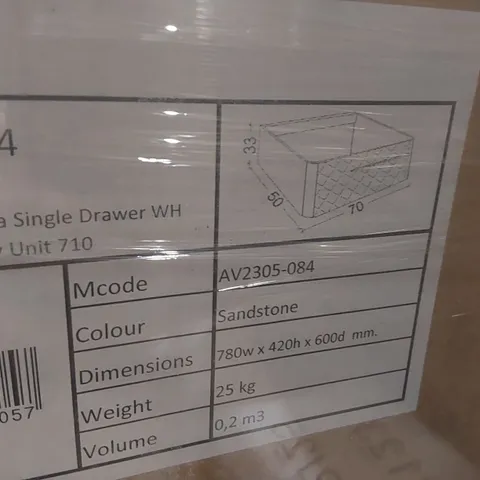 4
a Single Drawer WH
Unit 710
33
50
70
Mcode AV2305-084
Colour Sandstone
Dimensions 780w x 420h x 600d mm.
Weight 25 kg
Volume 0,2 m3
057